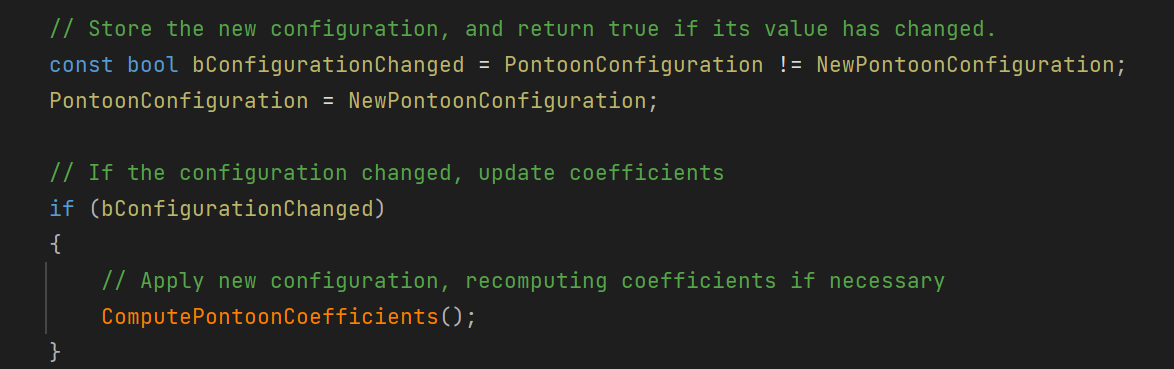 // Store the new configuration, and return true if its value has changed.
const bool bConfigurationChanged = PontoonConfiguration != NewPontoonConfiguration;
PontoonConfiguration = NewPontoonConfiguration;
// If the configuration changed, update coefficients
if (bConfigurationChanged)
{
// Apply new configuration, recomputing coefficients if necessary
ComputePontoonCoefficients();
}